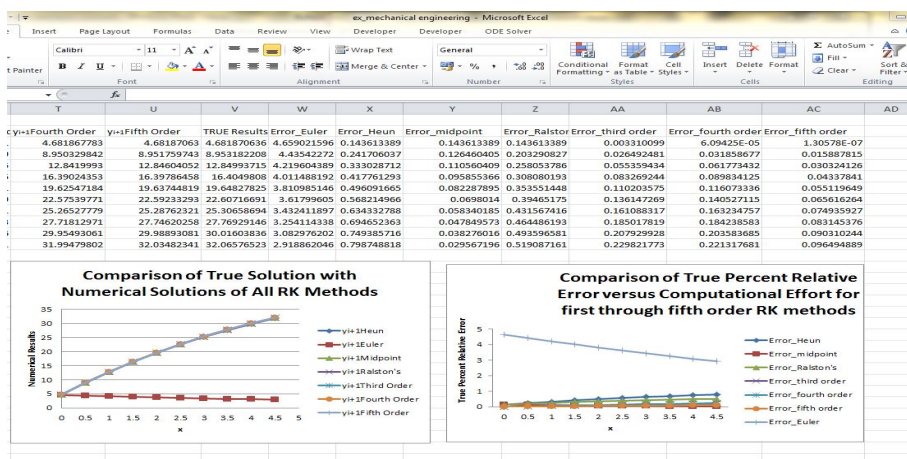 ex_mechanical engineering - Microsoft Excel
Insert Page Layout Formulas Data Review View Developer Developer ODE Solver
Calibri 11 A A Wrap Text General Σ AutoSum
t Painter B I U A Merge & Center $ % , .0 .00 Conditional Formatting Format as Table Cell Styles Insert Delete Format Fill Clear Sort & Filter
Font Alignment Number Styles Cells Editing
fx
T U V W X Y Z AA AB AC AD
yi+1Fourth Order yi+1Fifth Order TRUE Results Error_Euler Error_Heun Error_midpoint Error_Ralston Error_third order Error_fourth order Error_fifth order
4.681867783 4.68187063 4.681870636 4.659021596 0.143613389 0.143613389 0.143613389 0.003310099 6.09425E-05 1.30578E-07
8.950329842 8.951759743 8.953182208 4.43542272 0.241706037 0.126460405 0.203290827 0.026492481 0.031858677 0.015887815
12.8419993 12.84604052 12.84993715 4.219604389 0.333028712 0.110560409 0.258053786 0.055359434 0.06173432 0.030324126
16.39024353 16.39786458 16.4049808 4.011488192 0.417761293 0.095855366 0.308080193 0.083269244 0.089834125 0.04337841
19.62547184 19.63744819 19.64827825 3.810985146 0.496091665 0.082287895 0.353551448 0.110203575 0.116073336 0.055119649
22.57539771 22.59233293 22.60716691 3.61799605 0.568214966 0.0698014 0.39465175 0.136147269 0.140527115 0.065616264
25.26527779 25.28762321 25.30658694 3.432411897 0.634332788 0.058340185 0.431567416 0.161088317 0.163234757 0.074935927
27.71812971 27.74620258 27.76929146 3.254114338 0.694652363 0.047849573 0.464486193 0.185017819 0.184238583 0.083145376
29.95493061 29.98893081 30.01603836 3.082976202 0.749385716 0.038276016 0.493596581 0.207929928 0.203583685 0.090310244
31.99479802 32.03482341 32.06576523 2.918862046 0.798748818 0.029567196 0.519087161 0.229821773 0.221317681 0.096494889
Comparison of True Solution with
Numerical Solutions of All RK Methods
Numerical Results
35
30
25
20
15
10
5
0
0 0.5 1 1.5 2 2.5 3 3.5 4 4.5 5
x
yi+1Heun
yi+1Euler
yi+1Midpoint
yi+1Ralston's
yi+1Third Order
yi+1Fourth Order
yi+1Fifth Order
Comparison of True Percent Relative
Error versus Computational Effort for
first through fifth order RK methods
True Percent Relative Error
5
4
3
2
1
0
0 0.5 1 1.5 2 2.5 3 3.5 4 4.5
x
Error_Heun
Error_midpoint
Error_Ralston's
Error_third order
Error_fourth order
Error_fifth order
Error_Euler